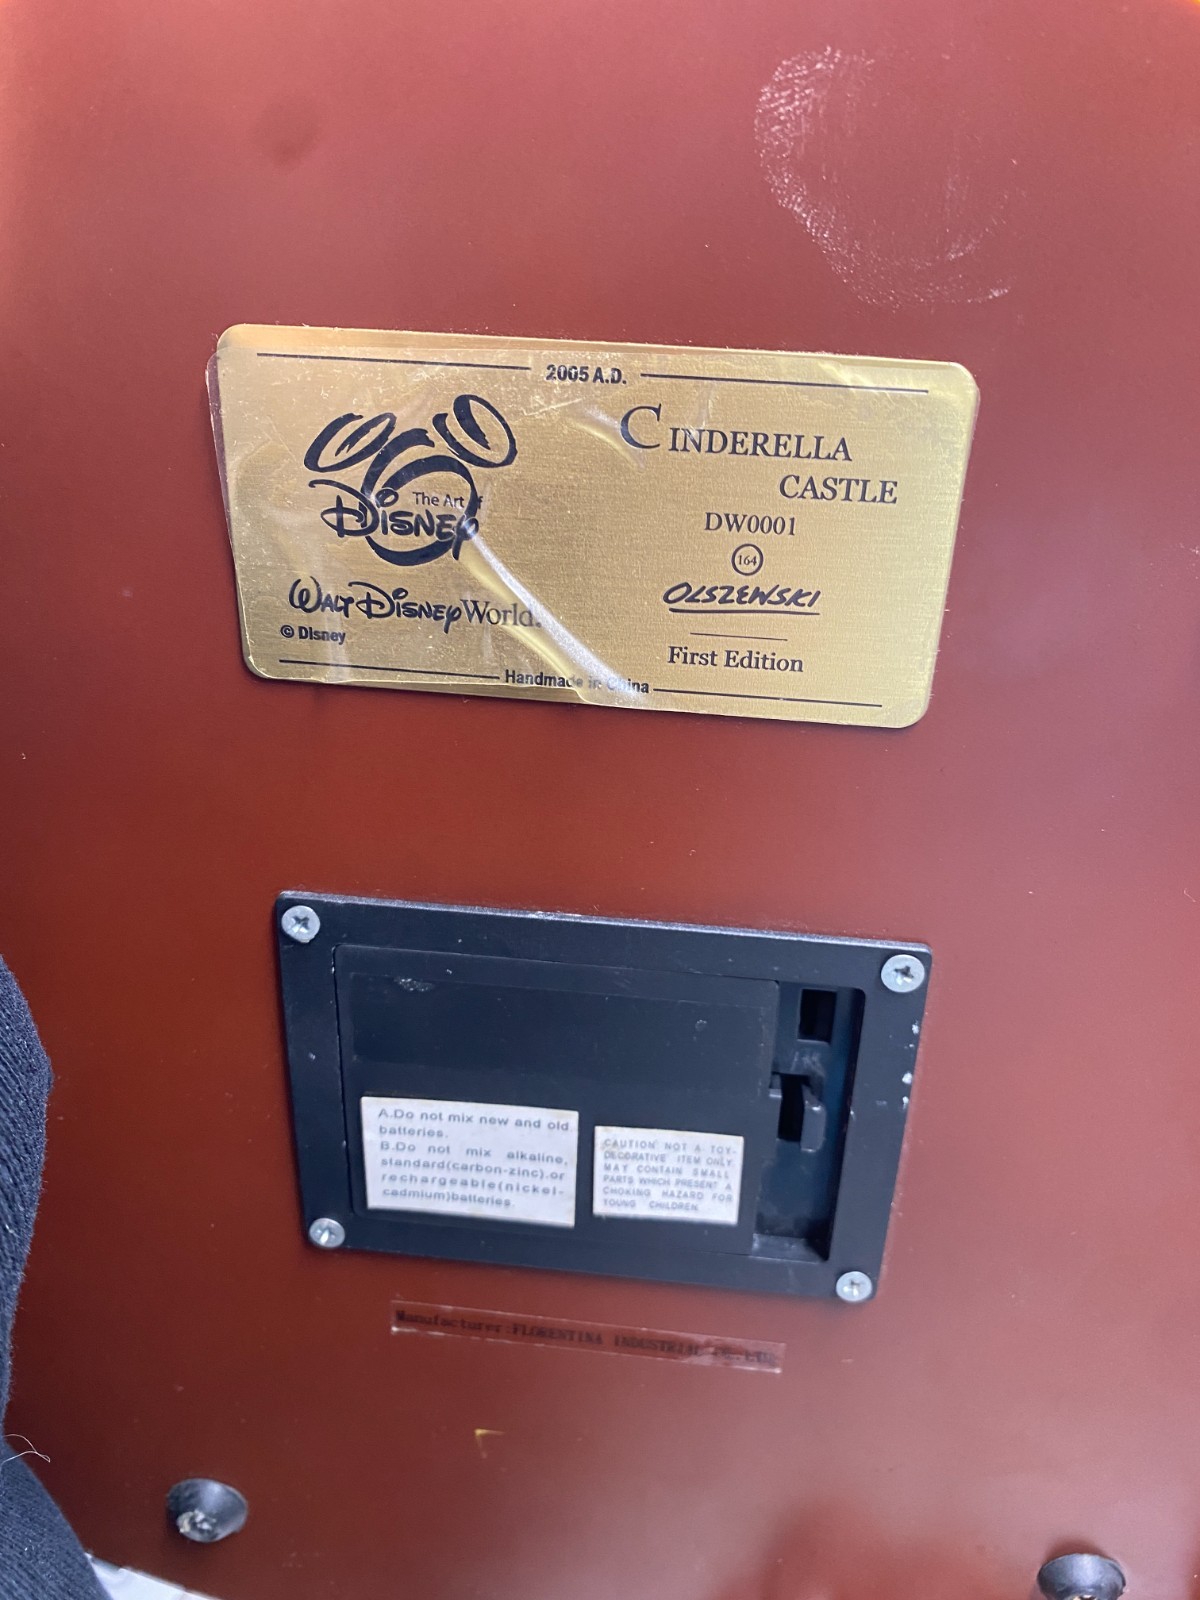 2005 A.D.
The Art of
Disney
Walt Disney World.
© Disney
CINDERELLA
CASTLE
DW0001
164
OLSZEWSKI
First Edition
Handmade in China
A.Do not mix new and old
batteries.
B.Do not mix alkaline,
standard(carbon-zinc).or
rechargeable(nickel-
cadmium)batteries.
CAUTION NOT A TOY-
DECORATIVE ITEM ONLY.
MAY CONTAIN SMALL
PARTS WHICH PRESENT A
CHOKING HAZARD FOR
YOUNG CHILDREN
Manufacturer:FLORENTINA INDUSTRIAL CO.LTD